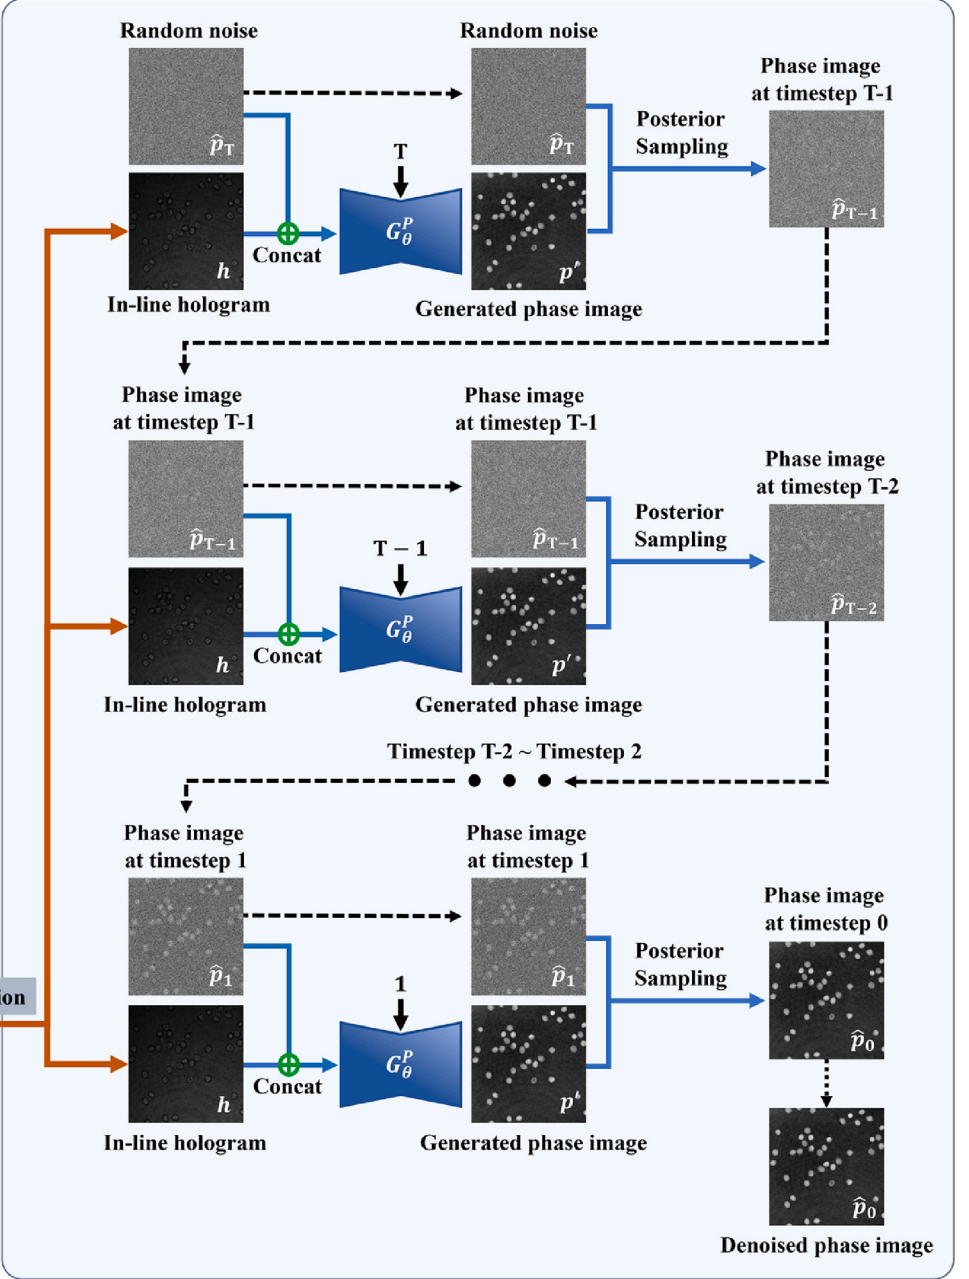 Random noise
Random noise
Phase image
at timestep T-1
p̂T
T
p̂T
Posterior
Sampling
p̂T−1
h
Concat
GθP
p′
In-line hologram
Generated phase image
Phase image
at timestep T-1
Phase image
at timestep T-1
Phase image
at timestep T-2
p̂T−1
T − 1
p̂T−1
Posterior
Sampling
p̂T−2
h
Concat
GθP
p′
In-line hologram
Generated phase image
Timestep T-2 ~ Timestep 2
Phase image
at timestep 1
Phase image
at timestep 1
Phase image
at timestep 0
p̂1
1
p̂1
Posterior
Sampling
p̂0
ion
h
Concat
GθP
p′
In-line hologram
Generated phase image
p̂0
Denoised phase image